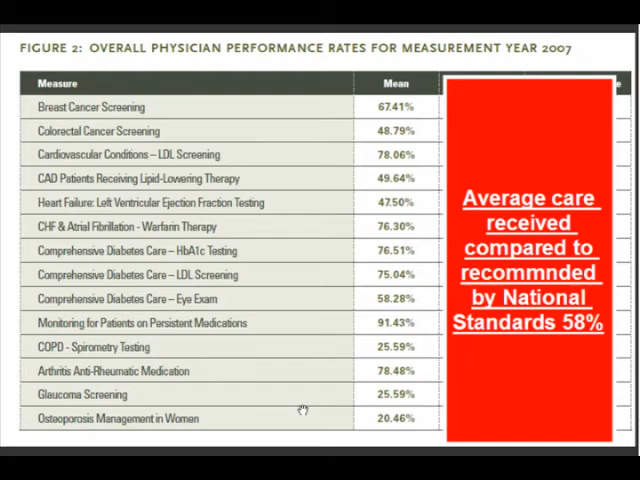 FIGURE 2: OVERALL PHYSICIAN PERFORMANCE RATES FOR MEASUREMENT YEAR 2007
Measure Mean e
Breast Cancer Screening 67.41%
Colorectal Cancer Screening 48.79%
Cardiovascular Conditions – LDL Screening 78.06%
CAD Patients Receiving Lipid-Lowering Therapy 49.64%
Heart Failure: Left Ventricular Ejection Fraction Testing 47.50%
CHF & Atrial Fibrillation - Warfarin Therapy 76.30%
Comprehensive Diabetes Care – HbA1c Testing 76.51%
Comprehensive Diabetes Care – LDL Screening 75.04%
Comprehensive Diabetes Care – Eye Exam 58.28%
Monitoring for Patients on Persistent Medications 91.43%
COPD - Spirometry Testing 25.59%
Arthritis Anti-Rheumatic Medication 78.48%
Glaucoma Screening 25.59%
Osteoporosis Management in Women 20.46%
Average care
received
compared to
recommnded
by National
Standards 58%